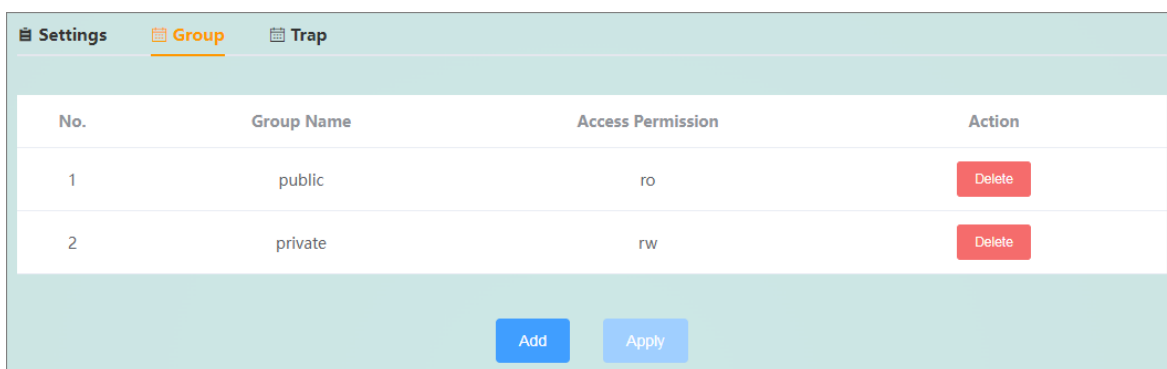 Settings Group Trap
No. Group Name Access Permission Action
1 public ro Delete
2 private rw Delete
Add Apply